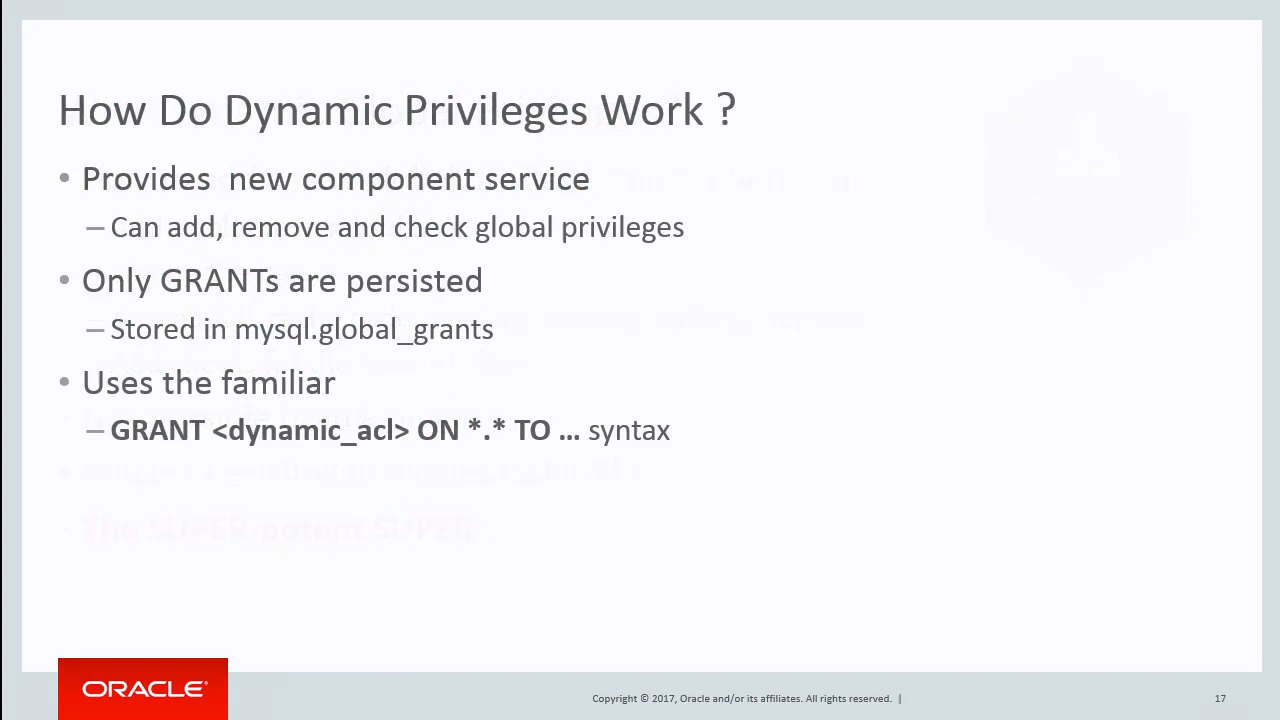 How Do Dynamic Privileges Work ?
• Provides new component service
– Can add, remove and check global privileges
• Only GRANTs are persisted
– Stored in mysql.global_grants
• Uses the familiar
– GRANT <dynamic_acl> ON *.* TO … syntax
ORACLE®
Copyright © 2017, Oracle and/or its affiliates. All rights reserved. |
17